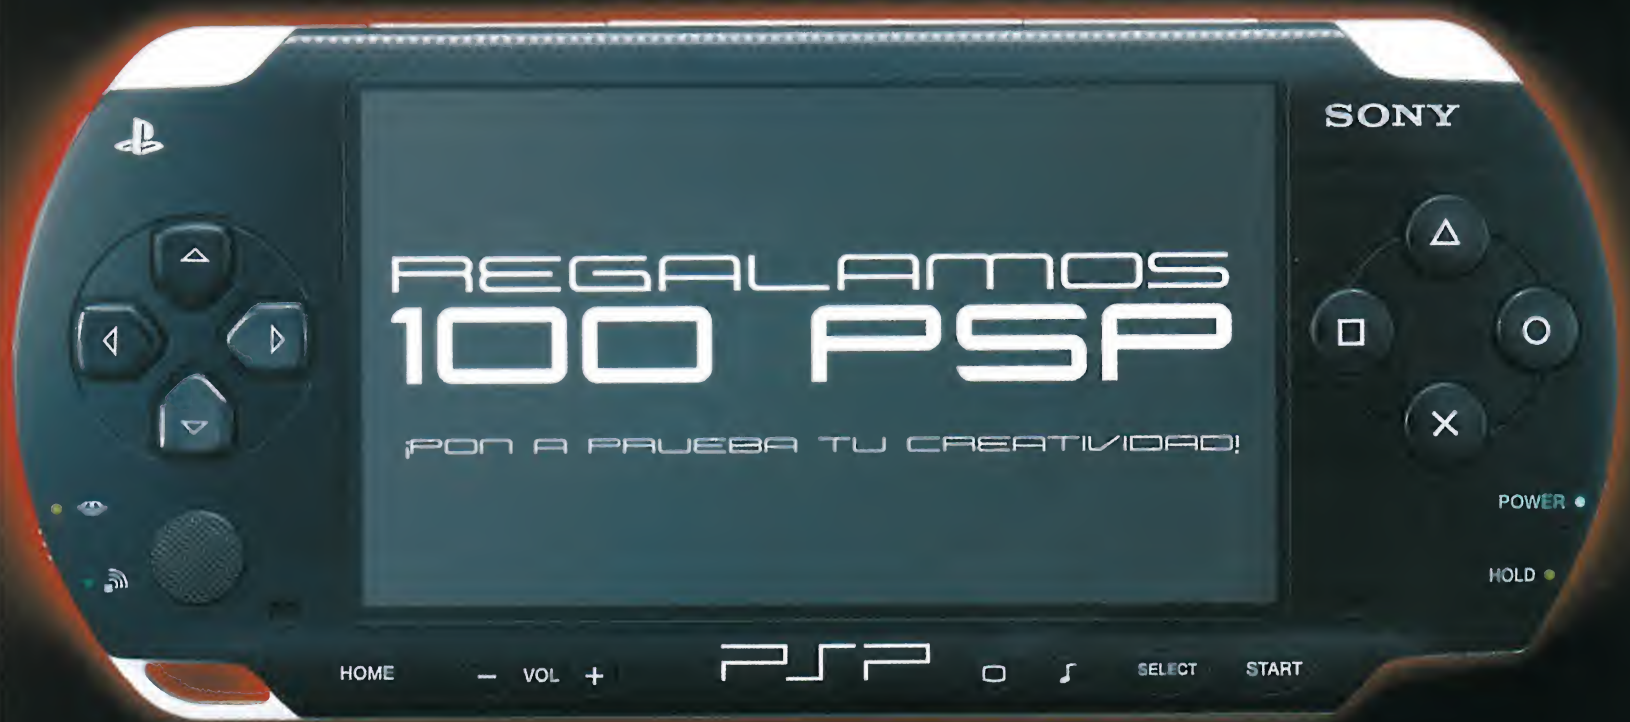 SONY
REGALAMOS
100 PSP
¡PON A PRUEBA TU CREATIVIDAD!
POWER
HOLD
HOME
- VOL +
PSP
SELECT
START